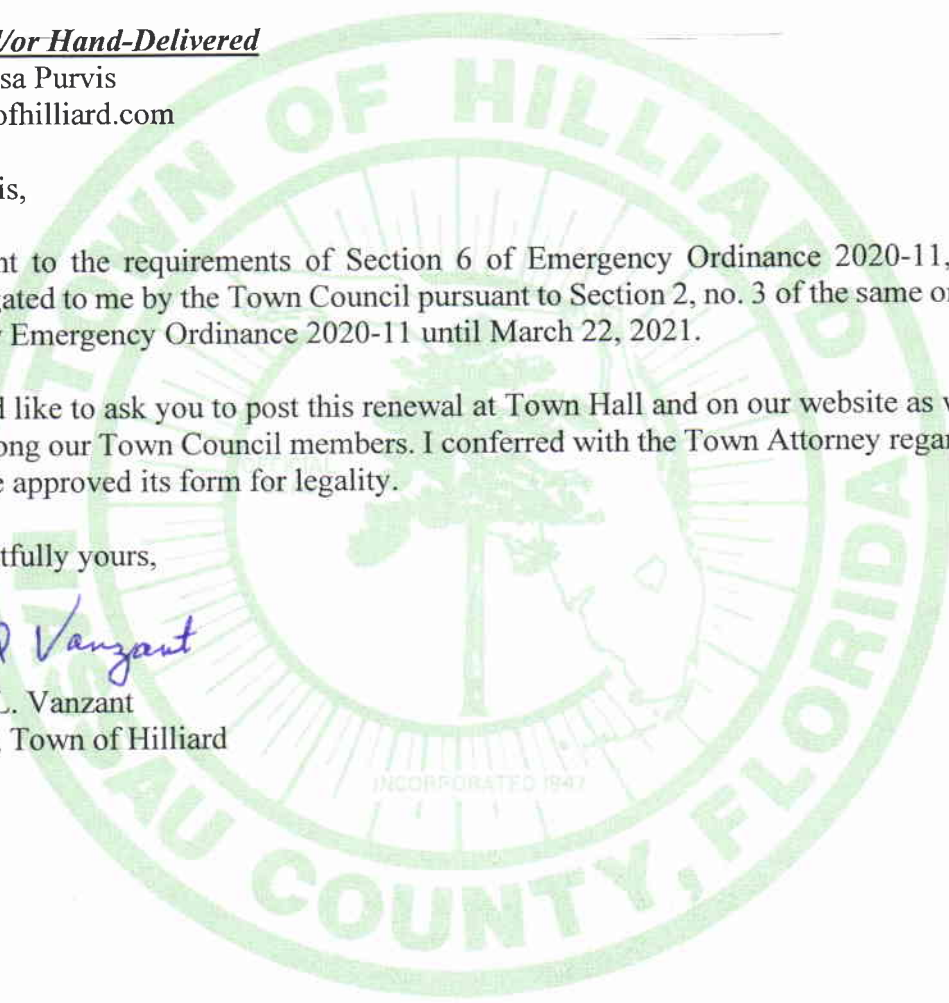 /or Hand-Delivered
sa Purvis
ofhilliard.com
is,
nt to the requirements of Section 6 of Emergency Ordinance 2020-11,
gated to me by the Town Council pursuant to Section 2, no. 3 of the same or
Emergency Ordinance 2020-11 until March 22, 2021.
l like to ask you to post this renewal at Town Hall and on our website as
ong our Town Council members. I conferred with the Town Attorney regar
e approved its form for legality.
tfully yours,
Vanzant
L. Vanzant
, Town of Hilliard
TOWN OF HILLIARD
SAU COUNTY, FLORIDA
INCORPORATED 1947